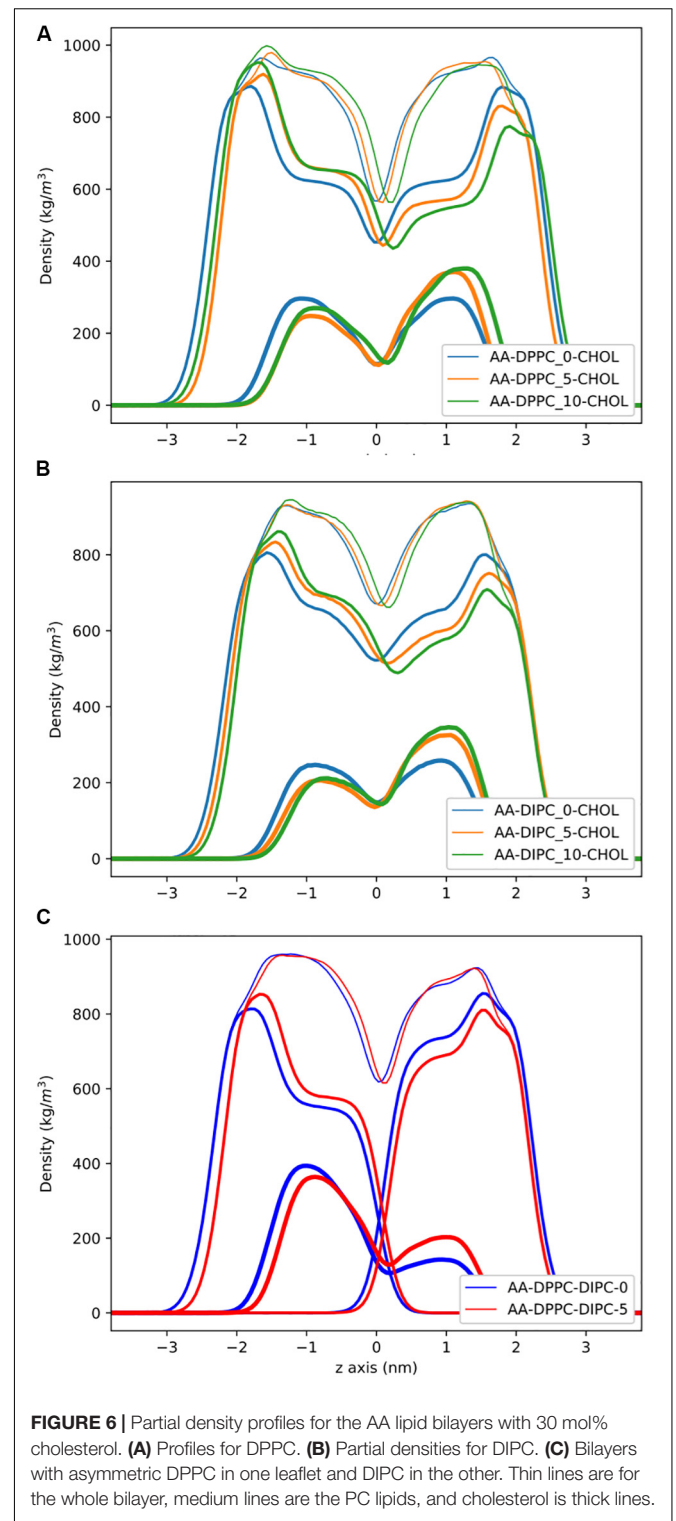 A
1000
800
600
400
200
0
Density (kg/m³)
AA-DPPC_0-CHOL
AA-DPPC_5-CHOL
AA-DPPC_10-CHOL
−3 −2 −1 0 1 2 3
B
800
600
400
200
0
Density (kg/m³)
AA-DIPC_0-CHOL
AA-DIPC_5-CHOL
AA-DIPC_10-CHOL
−3 −2 −1 0 1 2 3
C
1000
800
600
400
200
0
Density (kg/m³)
AA-DPPC-DIPC-0
AA-DPPC-DIPC-5
−3 −2 −1 0 1 2 3
z axis (nm)
FIGURE 6 | Partial density profiles for the AA lipid bilayers with 30 mol%
cholesterol. (A) Profiles for DPPC. (B) Partial densities for DIPC. (C) Bilayers
with asymmetric DPPC in one leaflet and DIPC in the other. Thin lines are for
the whole bilayer, medium lines are the PC lipids, and cholesterol is thick lines.